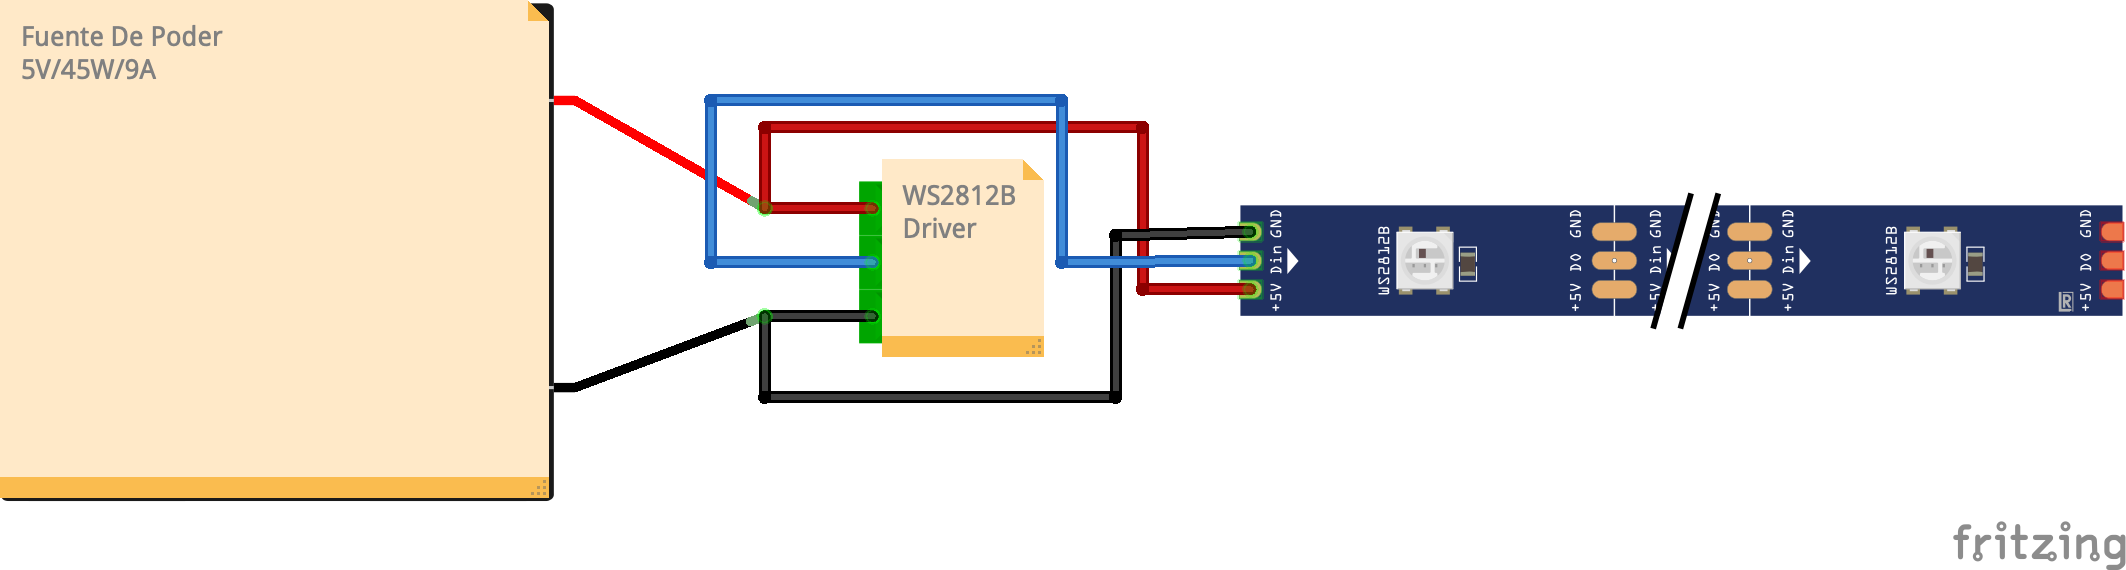 Fuente De Poder
5V/45W/9A
WS2812B
Driver
GND
Din
+5V
WS2812B
GND
DO
+5V
GND
Din
+5V
GND
DO
+5V
GND
Din
+5V
WS2812B
GND
DO
+5V
fritzing